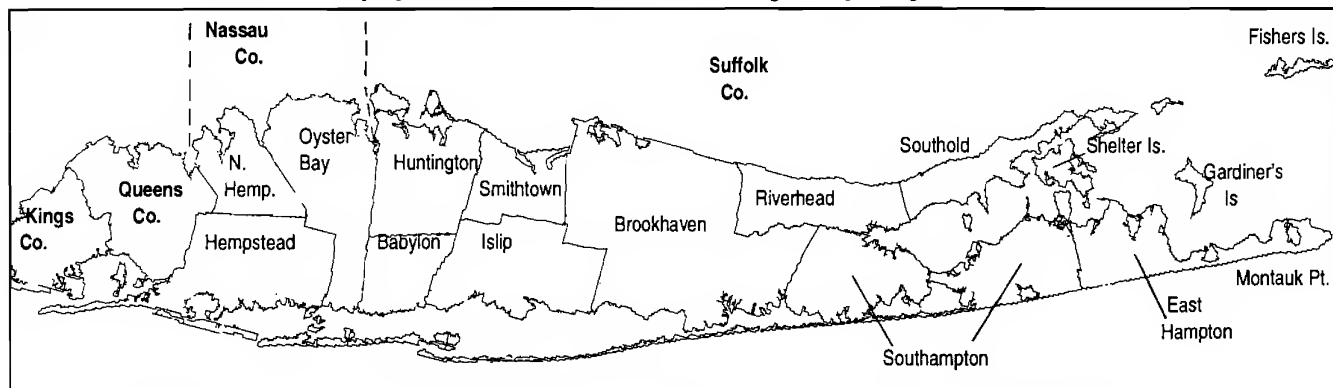 Nassau
Co.
Suffolk
Co.
Fishers Is.
Oyster
Bay
N.
Hemp.
Huntington
Smithtown
Southold
Shelter Is.
Gardiner's
Is
Queens
Co.
Kings
Co.
Riverhead
Brookhaven
Hempstead
Babylon
Islip
Montauk Pt.
East
Hampton
Southampton